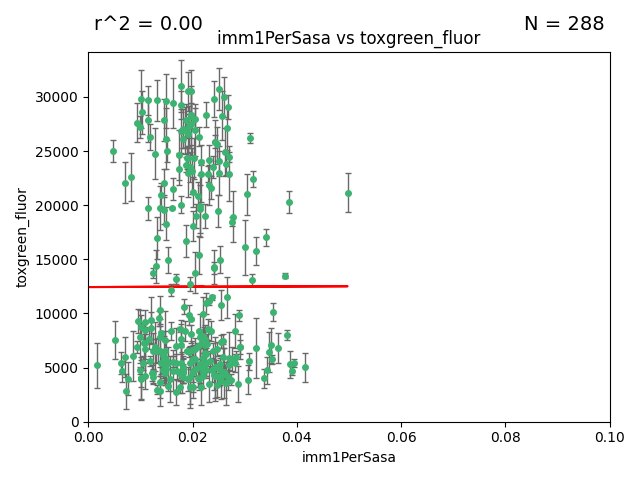 r^2 = 0.00
N = 288
imm1PerSasa vs toxgreen_fluor
30000
25000
20000
15000
10000
5000
0
toxgreen_fluor
0.00 0.02 0.04 0.06 0.08 0.10
imm1PerSasa